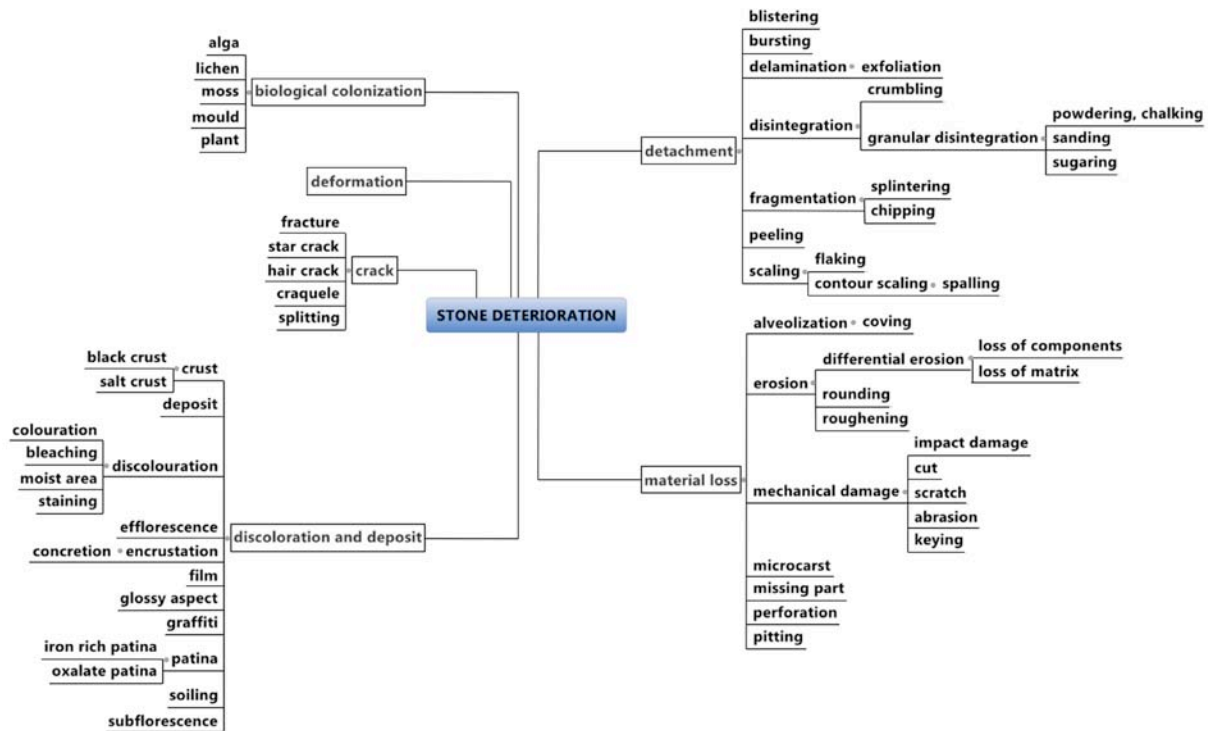 STONE DETERIORATION
biological colonization
alga
lichen
moss
mould
plant
deformation
crack
fracture
star crack
hair crack
craquele
splitting
discoloration and deposit
crust
black crust
salt crust
deposit
discolouration
colouration
bleaching
moist area
staining
efflorescence
encrustation
concretion
film
glossy aspect
graffiti
patina
iron rich patina
oxalate patina
soiling
subflorescence
detachment
blistering
bursting
delamination
exfoliation
disintegration
crumbling
granular disintegration
powdering, chalking
sanding
sugaring
fragmentation
splintering
chipping
peeling
scaling
flaking
contour scaling
spalling
material loss
alveolization
coving
erosion
differential erosion
loss of components
loss of matrix
rounding
roughening
mechanical damage
impact damage
cut
scratch
abrasion
keying
microcarst
missing part
perforation
pitting